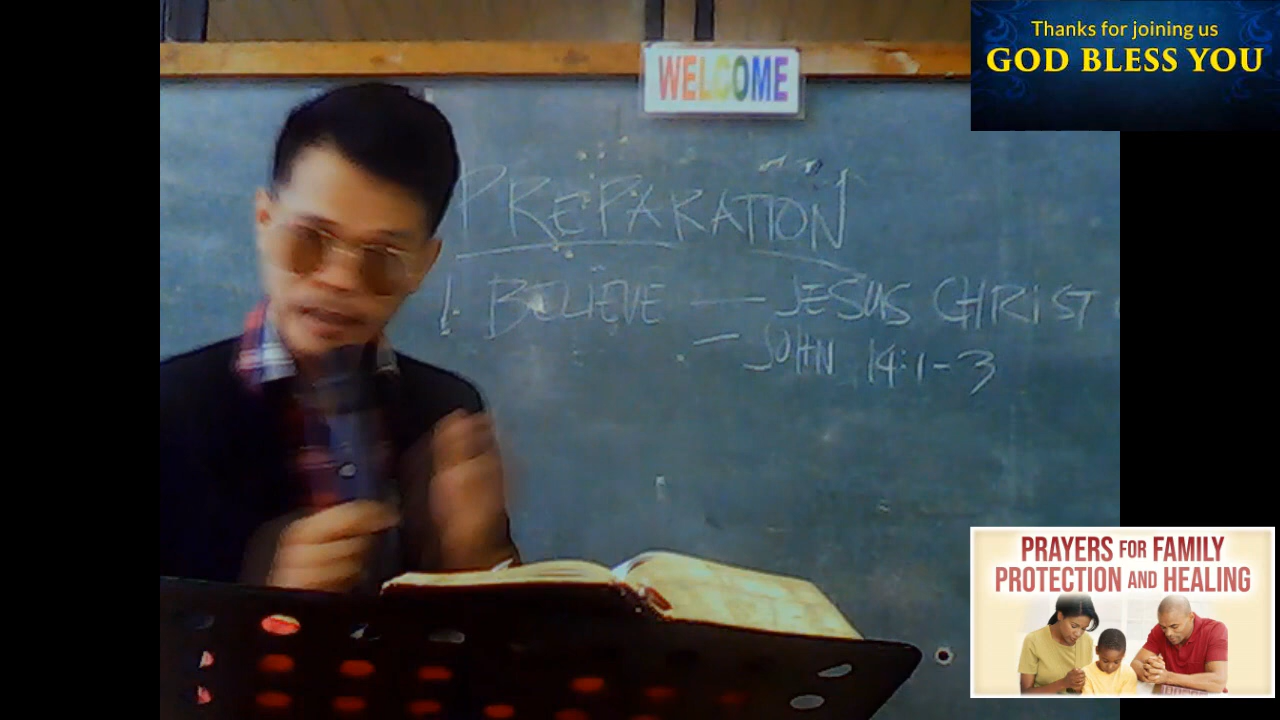 Thanks for joining us
GOD BLESS YOU
WELCOME
PREPARATION
1. BELIEVE — JESUS CHRIST
— JOHN 14:1-3
PRAYERS FOR FAMILY
PROTECTION AND HEALING